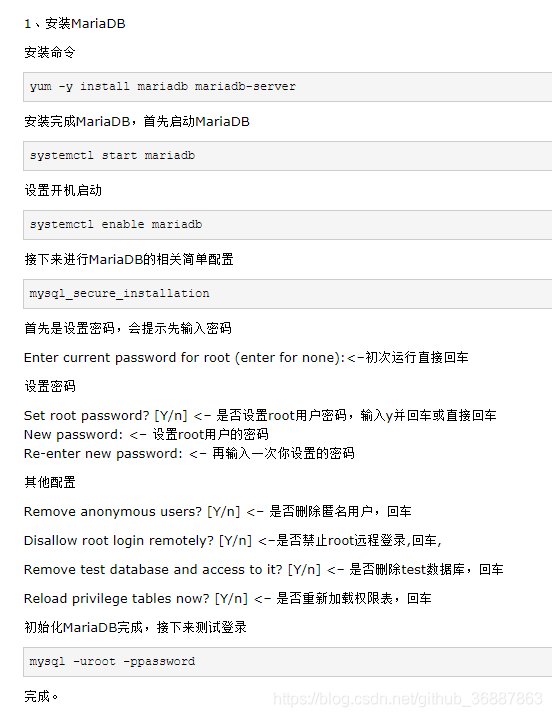 1、安装MariaDB
安装命令
yum -y install mariadb mariadb-server
安装完成MariaDB，首先启动MariaDB
systemctl start mariadb
设置开机启动
systemctl enable mariadb
接下来进行MariaDB的相关简单配置
mysql_secure_installation
首先是设置密码，会提示先输入密码
Enter current password for root (enter for none):<–初次运行直接回车
设置密码
Set root password? [Y/n] <– 是否设置root用户密码，输入y并回车或直接回车
New password: <– 设置root用户的密码
Re-enter new password: <– 再输入一次你设置的密码
其他配置
Remove anonymous users? [Y/n] <– 是否删除匿名用户，回车
Disallow root login remotely? [Y/n] <–是否禁止root远程登录,回车,
Remove test database and access to it? [Y/n] <– 是否删除test数据库，回车
Reload privilege tables now? [Y/n] <– 是否重新加载权限表，回车
初始化MariaDB完成，接下来测试登录
mysql -uroot -ppassword
完成。
https://blog.csdn.net/github_36887863